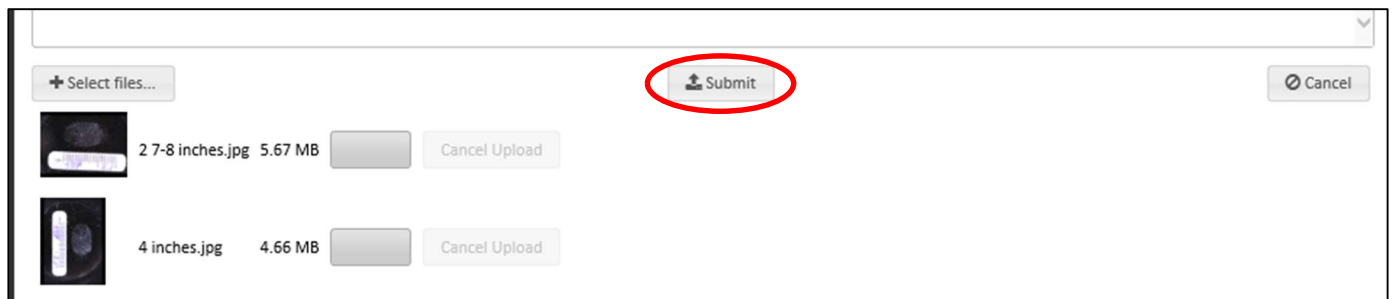 Select files... Submit Cancel
2 7-8 inches.jpg 5.67 MB Cancel Upload
4 inches.jpg 4.66 MB Cancel Upload